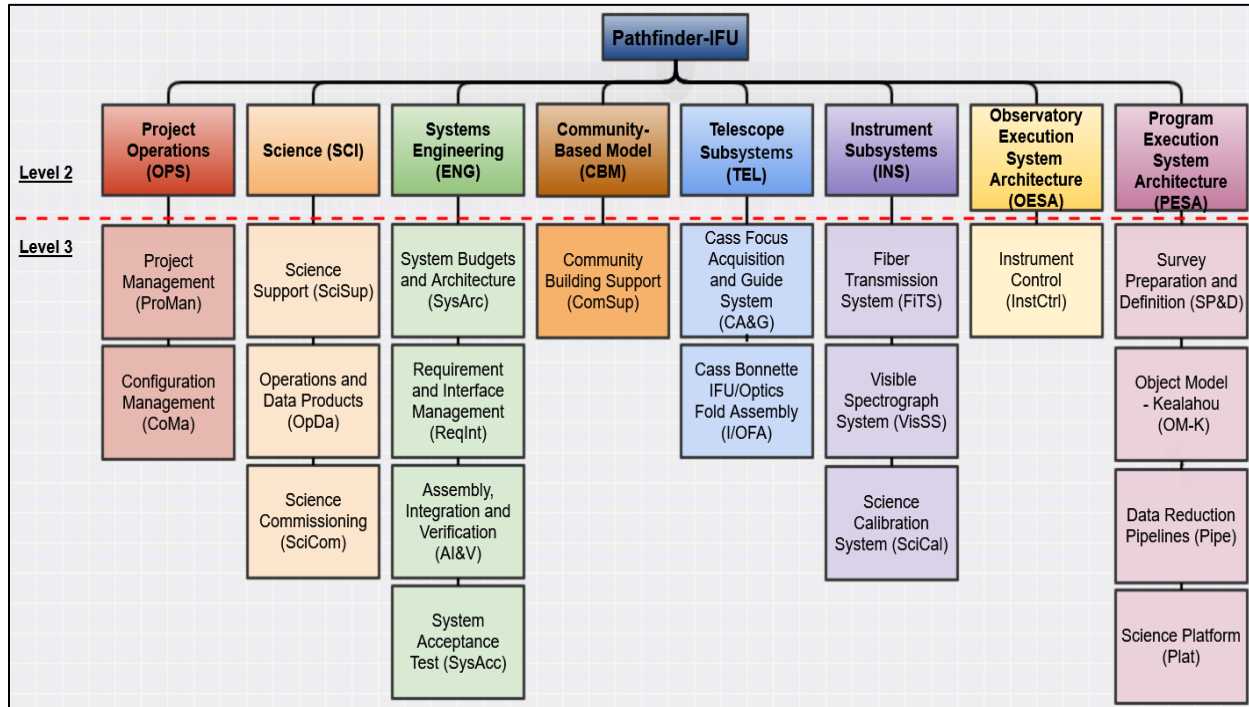 Pathfinder-IFU
Level 2
Project
Operations
(OPS)
Science (SCI)
Systems
Engineering
(ENG)
Community-
Based Model
(CBM)
Telescope
Subsystems
(TEL)
Instrument
Subsystems
(INS)
Observatory
Execution
System
Architecture
(OESA)
Program
Execution
System
Architecture
(PESA)
Level 3
Project
Management
(ProMan)
Configuration
Management
(CoMa)
Science
Support (SciSup)
Operations and
Data Products
(OpDa)
Science
Commissioning
(SciCom)
System Budgets
and Architecture
(SysArc)
Requirement
and Interface
Management
(ReqInt)
Assembly,
Integration and
Verification
(AI&V)
System
Acceptance
Test (SysAcc)
Community
Building Support
(ComSup)
Cass Focus
Acquisition
and Guide
System
(CA&G)
Cass Bonnette
IFU/Optics
Fold Assembly
(I/OFA)
Fiber
Transmission
System (FiTS)
Visible
Spectrograph
System (VisSS)
Science
Calibration
System (SciCal)
Instrument
Control
(InstCtrl)
Survey
Preparation and
Definition (SP&D)
Object Model
- Kealahou
(OM-K)
Data Reduction
Pipelines (Pipe)
Science Platform
(Plat)